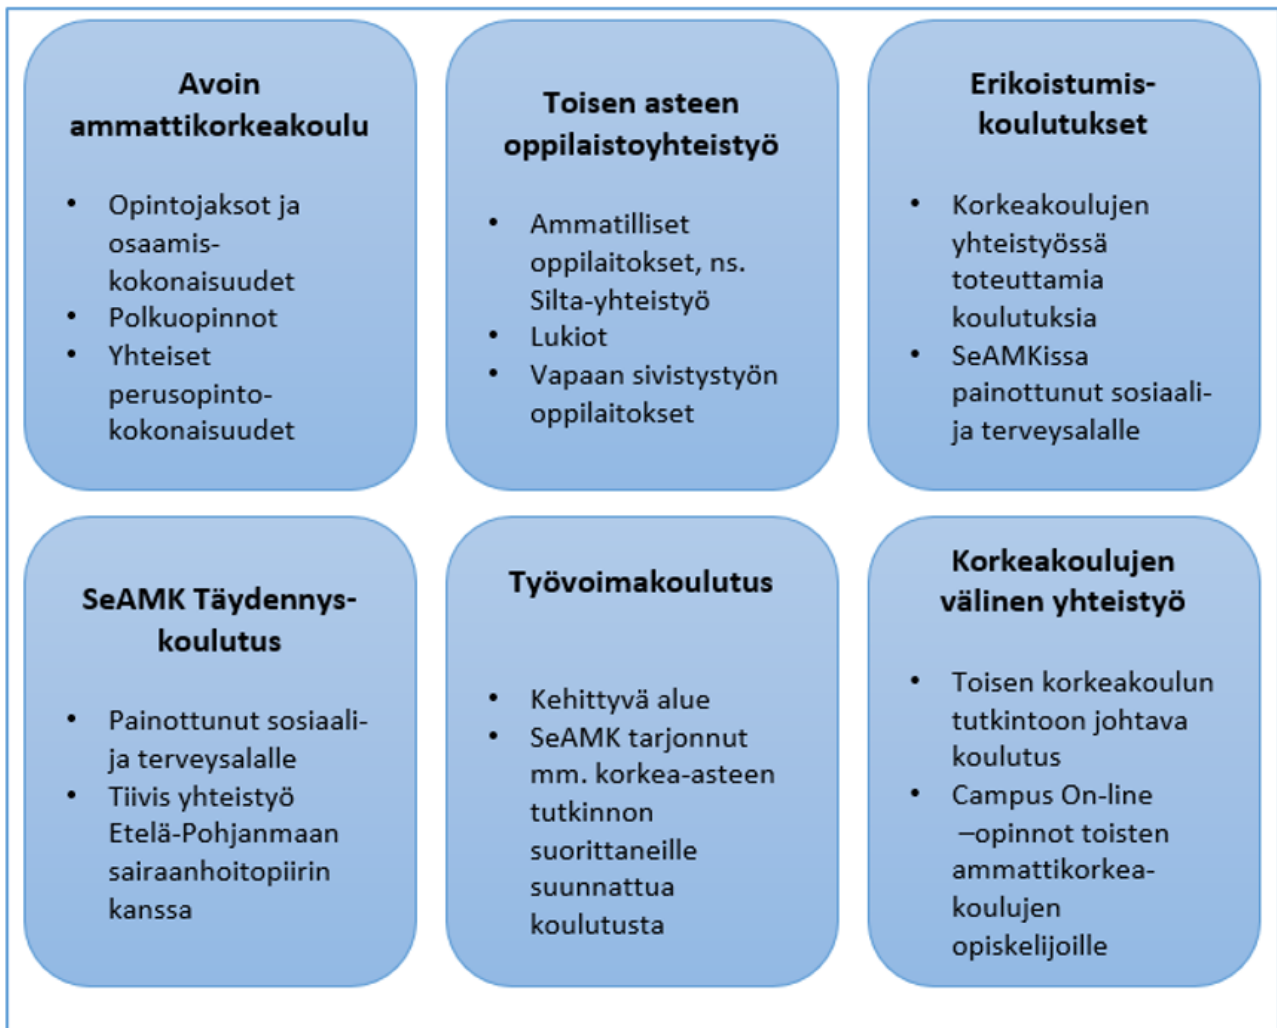 Avoin
ammattikorkeakoulu
• Opintojaksot ja
osaamis-
kokonaisuudet
• Polkuopinnot
• Yhteiset
perusopinto-
kokonaisuudet
Toisen asteen
oppilaistoyhteistyö
• Ammatilliset
oppilaitokset, ns.
Silta-yhteistyö
• Lukiot
• Vapaan sivistystyön
oppilaitokset
Erikoistumis-
koulutukset
• Korkeakoulujen
yhteistyössä
toteuttamia
koulutuksia
• SeAMKissa
painottunut sosiaali-
ja terveysalalle
SeAMK Täydennys-
koulutus
• Painottunut sosiaali-
ja terveysalalle
• Tiivis yhteistyö
Etelä-Pohjanmaan
sairaanhoitopiirin
kanssa
Työvoimakoulutus
• Kehittyvä alue
• SeAMK tarjonnut
mm. korkea-asteen
tutkinnon
suorittaneille
suunnattua
koulutusta
Korkeakoulujen
välinen yhteistyö
• Toisen korkeakoulun
tutkintoon johtava
koulutus
• Campus On-line
–opinnot toisten
ammattikorkea-
koulujen
opiskelijoille